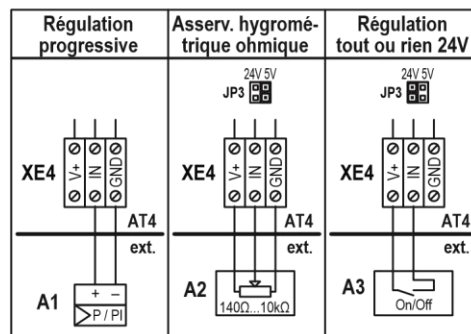 Régulation
progressive
XE4
V+
IN
GND
AT4
ext.
A1
+ –
P / PI
Asserv. hygromé-
trique ohmique
24V 5V
JP3
XE4
V+
IN
GND
AT4
ext.
A2
140Ω...10kΩ
Régulation
tout ou rien 24V
24V 5V
JP3
XE4
V+
IN
GND
AT4
ext.
A3
On/Off